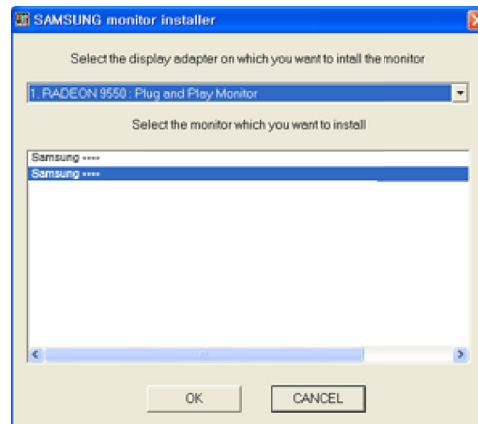 SAMSUNG monitor installer
Select the display adapter on which you want to intall the monitor
1. RADEON 9550 : Plug and Play Monitor
Select the monitor which you want to install
Samsung ----
Samsung ----
OK
CANCEL